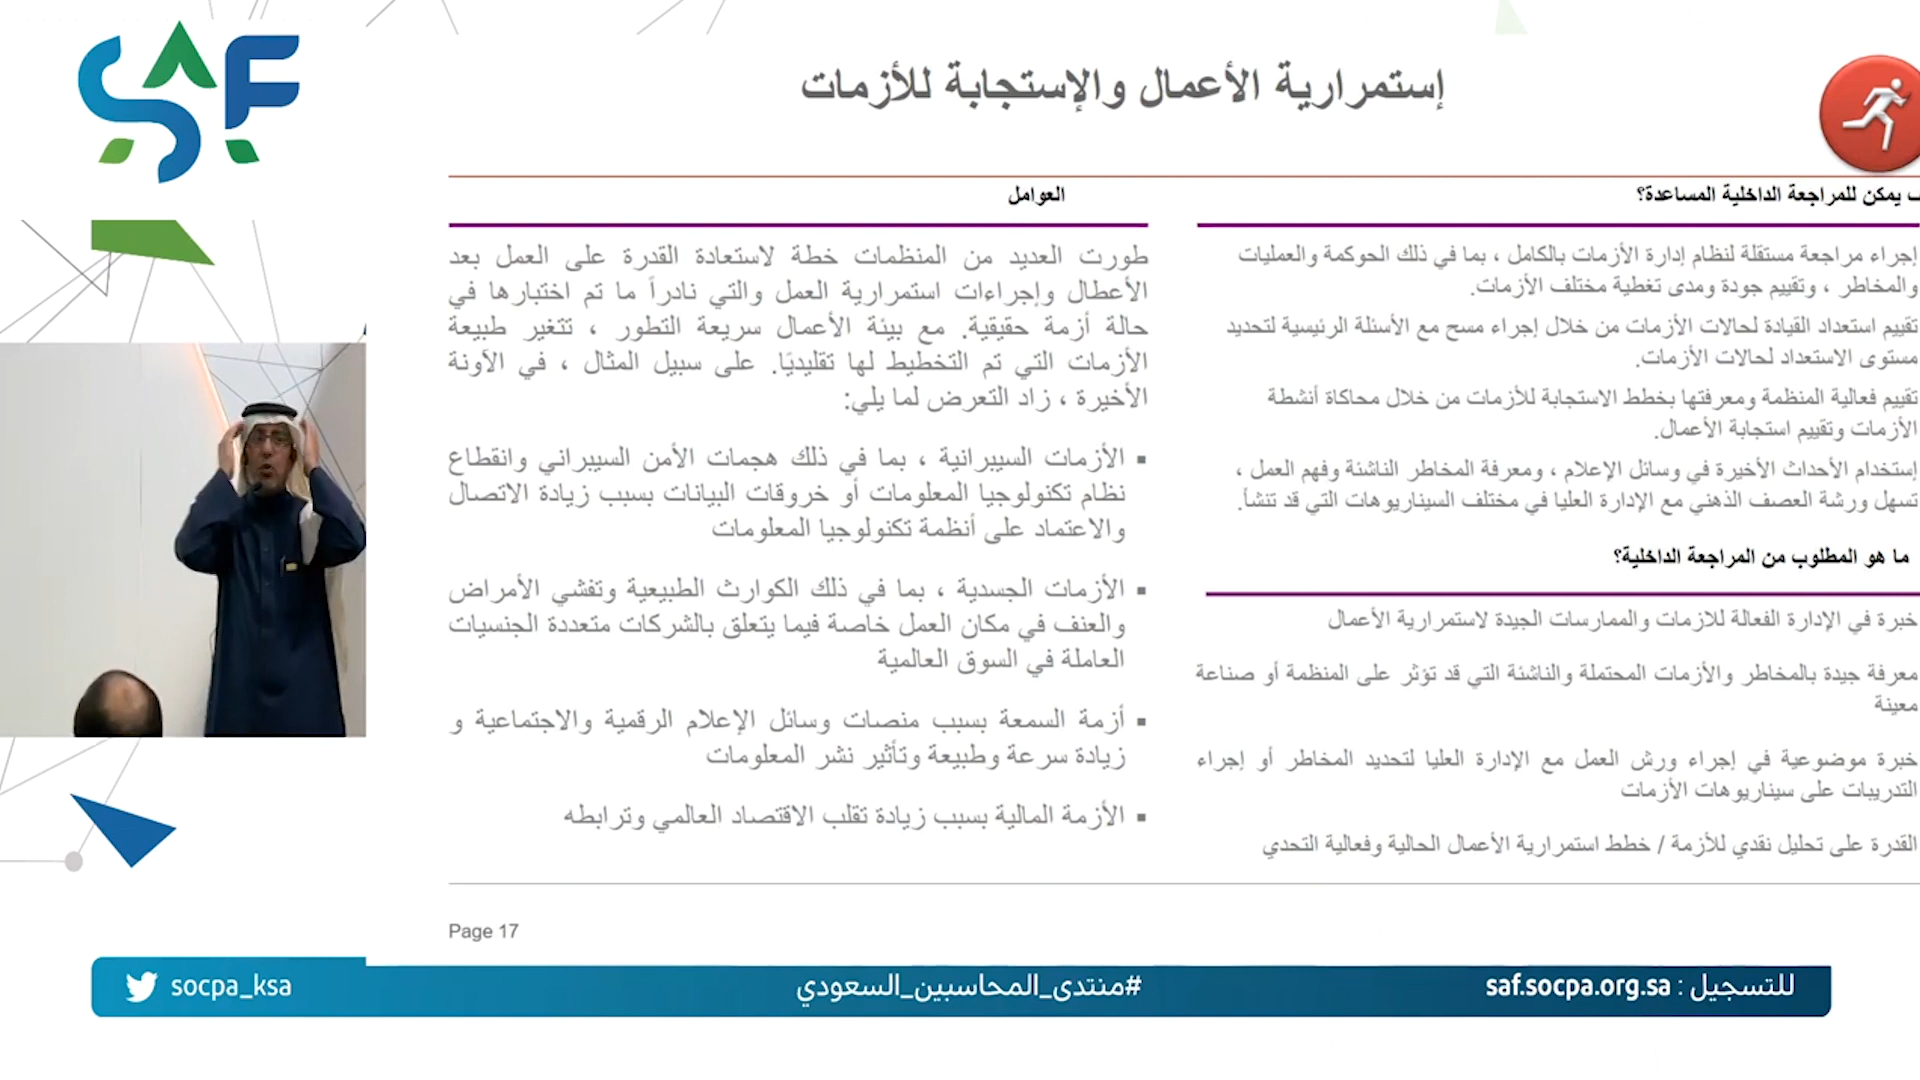 SAF
إستمرارية الأعمال والإستجابة للأزمات
يمكن للمراجعة الداخلية المساعدة؟
إجراء مراجعة مستقلة لنظام إدارة الأزمات بالكامل ، بما في ذلك الحوكمة والعمليات
والمخاطر ، وتقييم جودة ومدى تغطية مختلف الأزمات.
تقييم استعداد القيادة لحالات الأزمات من خلال إجراء مسح مع الأسئلة الرئيسية لتحديد
مستوى الاستعداد لحالات الأزمات.
تقييم فعالية المنظمة ومعرفتها بخطط الاستجابة للأزمات من خلال محاكاة أنشطة
الأزمات وتقييم استجابة الأعمال.
إستخدام الأحداث الأخيرة في وسائل الإعلام ، ومعرفة المخاطر الناشئة وفهم العمل ،
تسهل ورشة العصف الذهني مع الإدارة العليا في مختلف السيناريوهات التي قد تنشأ.
ما هو المطلوب من المراجعة الداخلية؟
خبرة في الإدارة الفعالة للازمات والممارسات الجيدة لاستمرارية الأعمال
معرفة جيدة بالمخاطر والأزمات المحتملة والناشئة التي قد تؤثر على المنظمة أو صناعة
معينة
خبرة موضوعية في إجراء ورش العمل مع الإدارة العليا لتحديد المخاطر أو إجراء
التدريبات على سيناريوهات الأزمات
القدرة على تحليل نقدي للأزمة / خطط استمرارية الأعمال الحالية وفعالية التحدي
العوامل
طورت العديد من المنظمات خطة لاستعادة القدرة على العمل بعد
الأعطال وإجراءات استمرارية العمل والتي نادراً ما تم اختبارها في
حالة أزمة حقيقية. مع بيئة الأعمال سريعة التطور ، تتغير طبيعة
الأزمات التي تم التخطيط لها تقليديًا. على سبيل المثال ، في الآونة
الأخيرة ، زاد التعرض لما يلي:
▪ الأزمات السيبرانية ، بما في ذلك هجمات الأمن السيبراني وانقطاع
نظام تكنولوجيا المعلومات أو خروقات البيانات بسبب زيادة الاتصال
والاعتماد على أنظمة تكنولوجيا المعلومات
▪ الأزمات الجسدية ، بما في ذلك الكوارث الطبيعية وتفشي الأمراض
والعنف في مكان العمل خاصة فيما يتعلق بالشركات متعددة الجنسيات
العاملة في السوق العالمية
▪ أزمة السمعة بسبب منصات وسائل الإعلام الرقمية والاجتماعية و
زيادة سرعة وطبيعة وتأثير نشر المعلومات
▪ الأزمة المالية بسبب زيادة تقلب الاقتصاد العالمي وترابطه
Page 17
للتسجيل : saf.socpa.org.sa
#منتدى_المحاسبين_السعودي
socpa_ksa